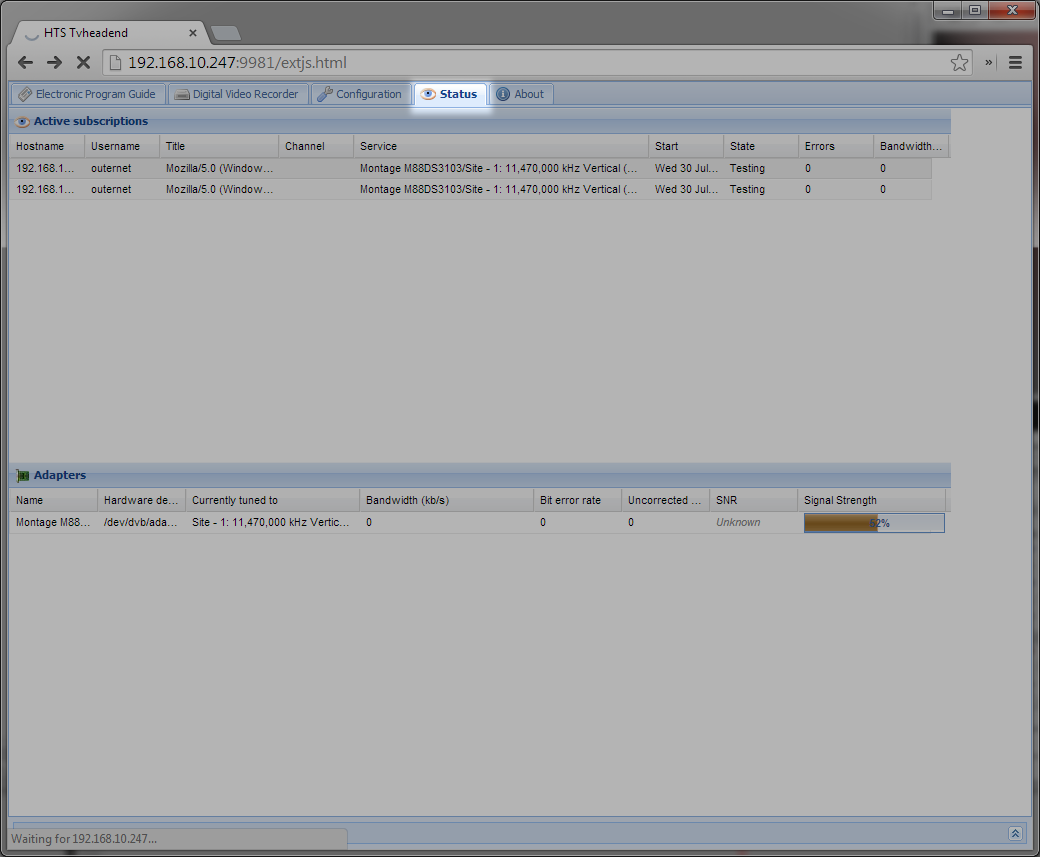 HTS Tvheadend
192.168.10.247:9981/extjs.html
Electronic Program Guide Digital Video Recorder Configuration Status About
Active subscriptions
Hostname Username Title Channel Service Start State Errors Bandwidth...
192.168.1... outernet Mozilla/5.0 (Window... Montage M88DS3103/Site - 1: 11,470,000 kHz Vertical (... Wed 30 Jul... Testing 0 0
192.168.1... outernet Mozilla/5.0 (Window... Montage M88DS3103/Site - 1: 11,470,000 kHz Vertical (... Wed 30 Jul... Testing 0 0
Adapters
Name Hardware de... Currently tuned to Bandwidth (kb/s) Bit error rate Uncorrected ... SNR Signal Strength
Montage M88... /dev/dvb/ada... Site - 1: 11,470,000 kHz Vertic... 0 0 0 Unknown 52%
Waiting for 192.168.10.247...